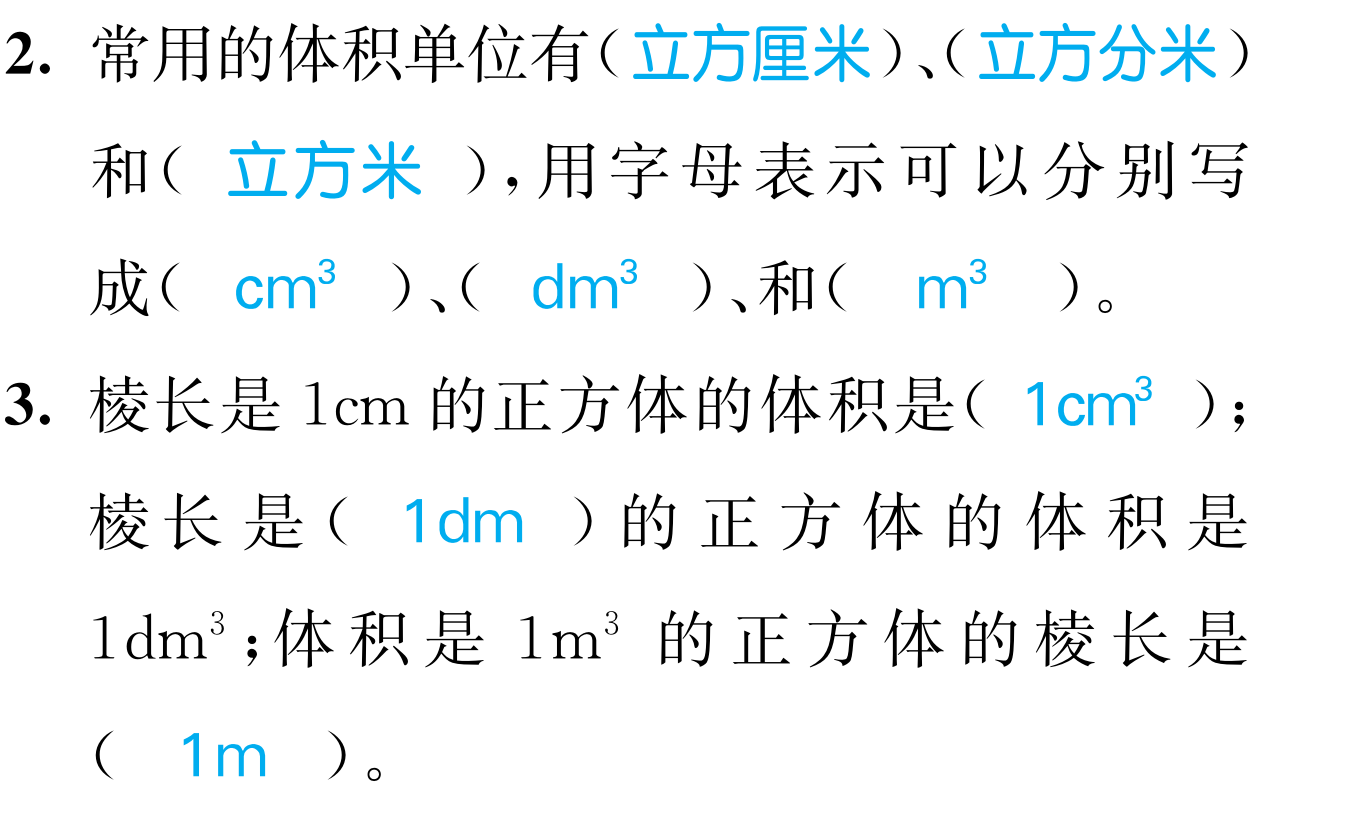 2. 常用的体积单位有(立方厘米)、(立方分米)
和( 立方米 ),用字母表示可以分别写
成( cm³ )、( dm³ )、和( m³ )。
3. 棱长是 1cm 的正方体的体积是( 1cm³ );
棱长是( 1dm )的正方体的体积是
1dm³;体积是 1m³ 的正方体的棱长是
( 1m )。